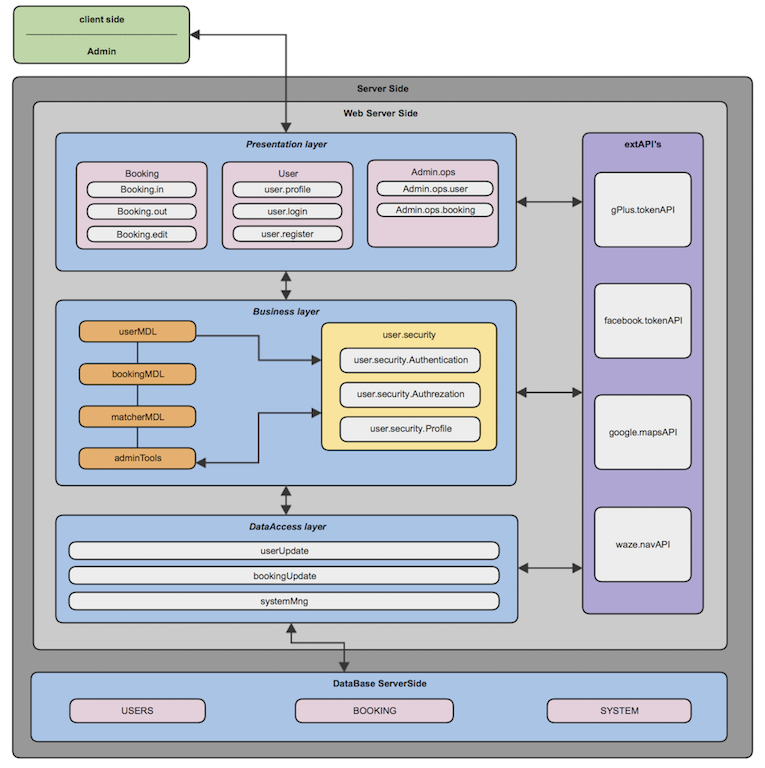 client side
Admin
Server Side
Web Server Side
Presentation layer
Booking
Booking.in
Booking.out
Booking.edit
User
user.profile
user.login
user.register
Admin.ops
Admin.ops.user
Admin.ops.booking
extAPI's
gPlus.tokenAPI
facebook.tokenAPI
google.mapsAPI
waze.navAPI
Business layer
userMDL
bookingMDL
matcherMDL
adminTools
user.security
user.security.Authentication
user.security.Authrezation
user.security.Profile
DataAccess layer
userUpdate
bookingUpdate
systemMng
DataBase ServerSide
USERS
BOOKING
SYSTEM